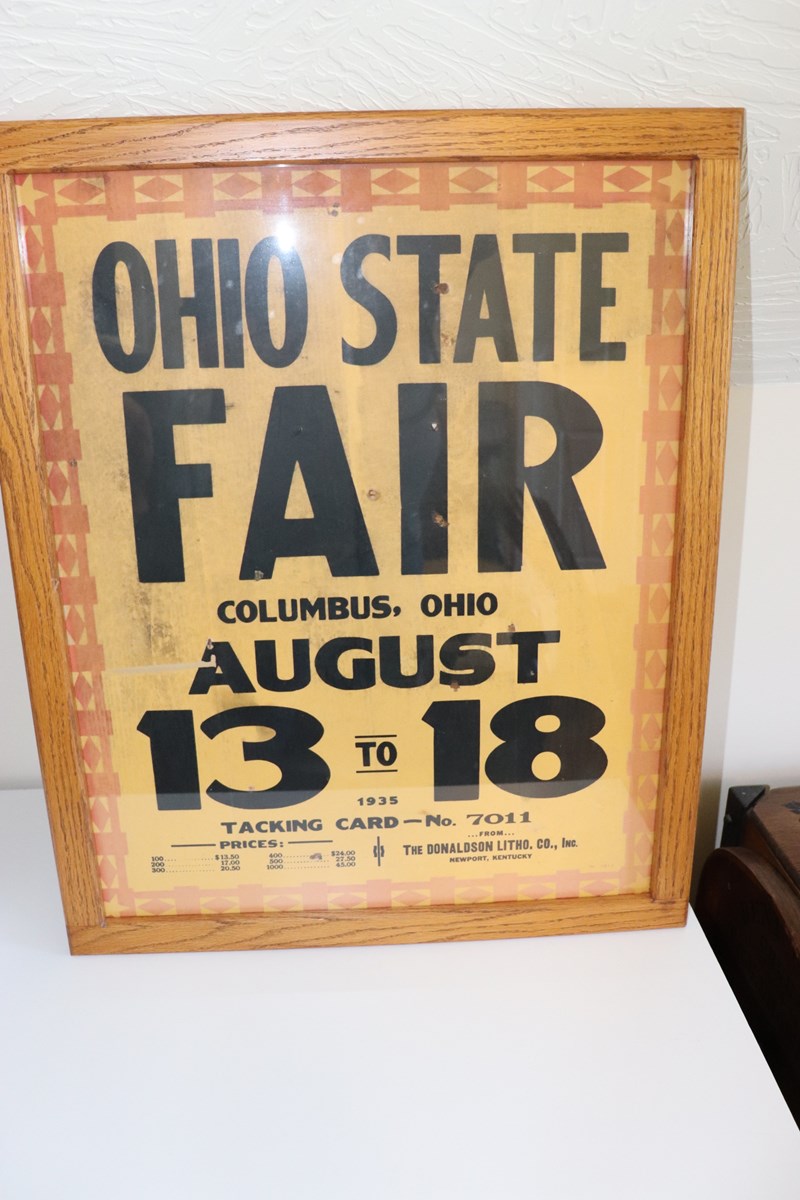 OHIO STATE
FAIR
COLUMBUS, OHIO
AUGUST
13 TO 18
1935
TACKING CARD—No. 7011
PRICES:
100 $13.50
200 17.00
300 20.50
400 $24.00
500 27.50
1000 45.00
...FROM...
THE DONALDSON LITHO. CO., INC.
NEWPORT, KENTUCKY